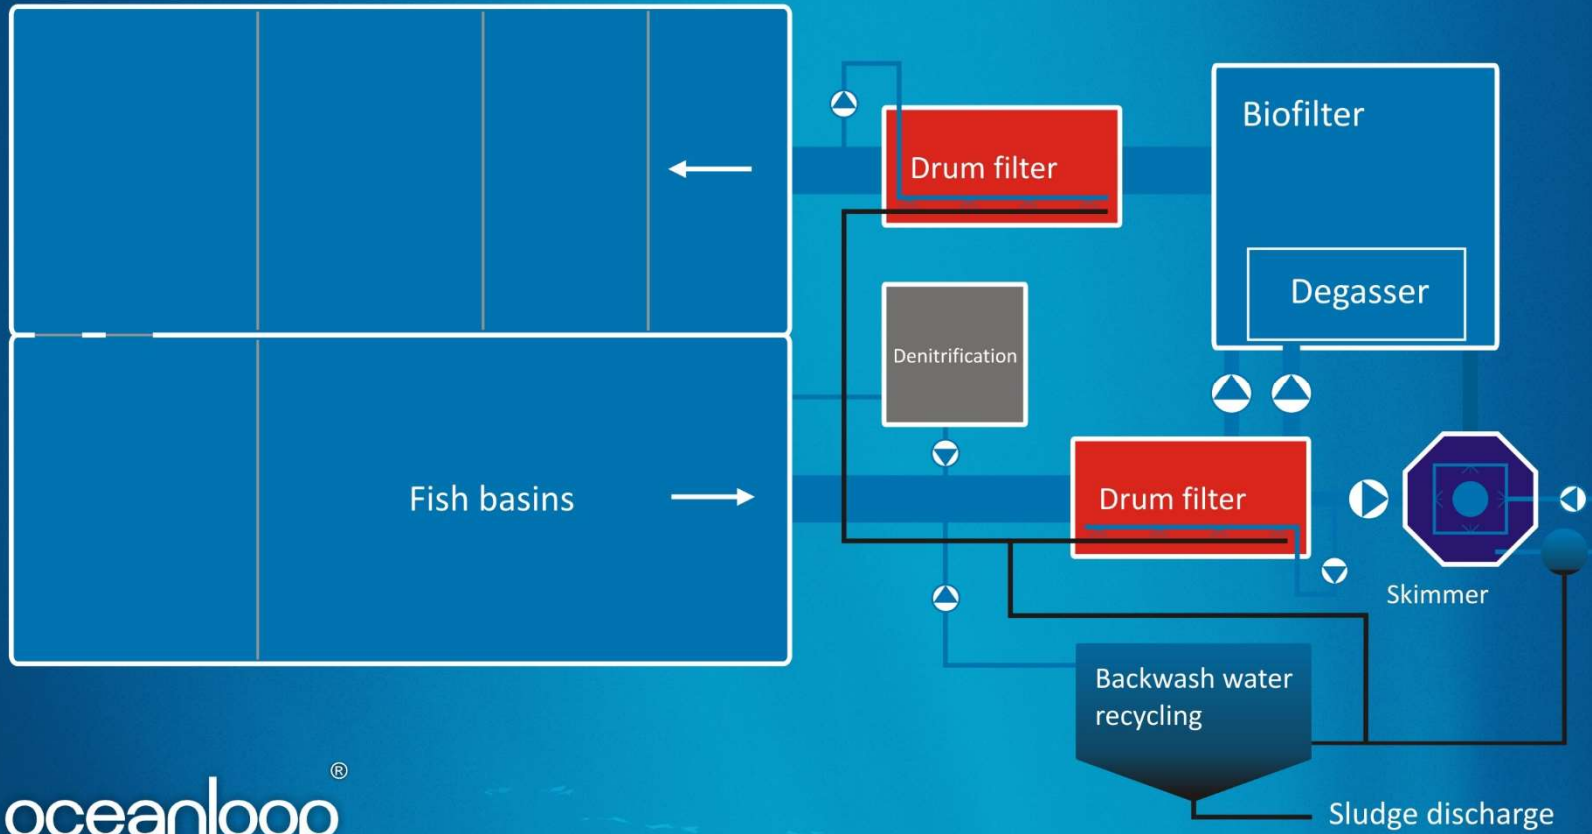 Drum filter
Biofilter
Degasser
Denitrification
Fish basins
Drum filter
Skimmer
Backwash water
recycling
Sludge discharge
®
oceanloop